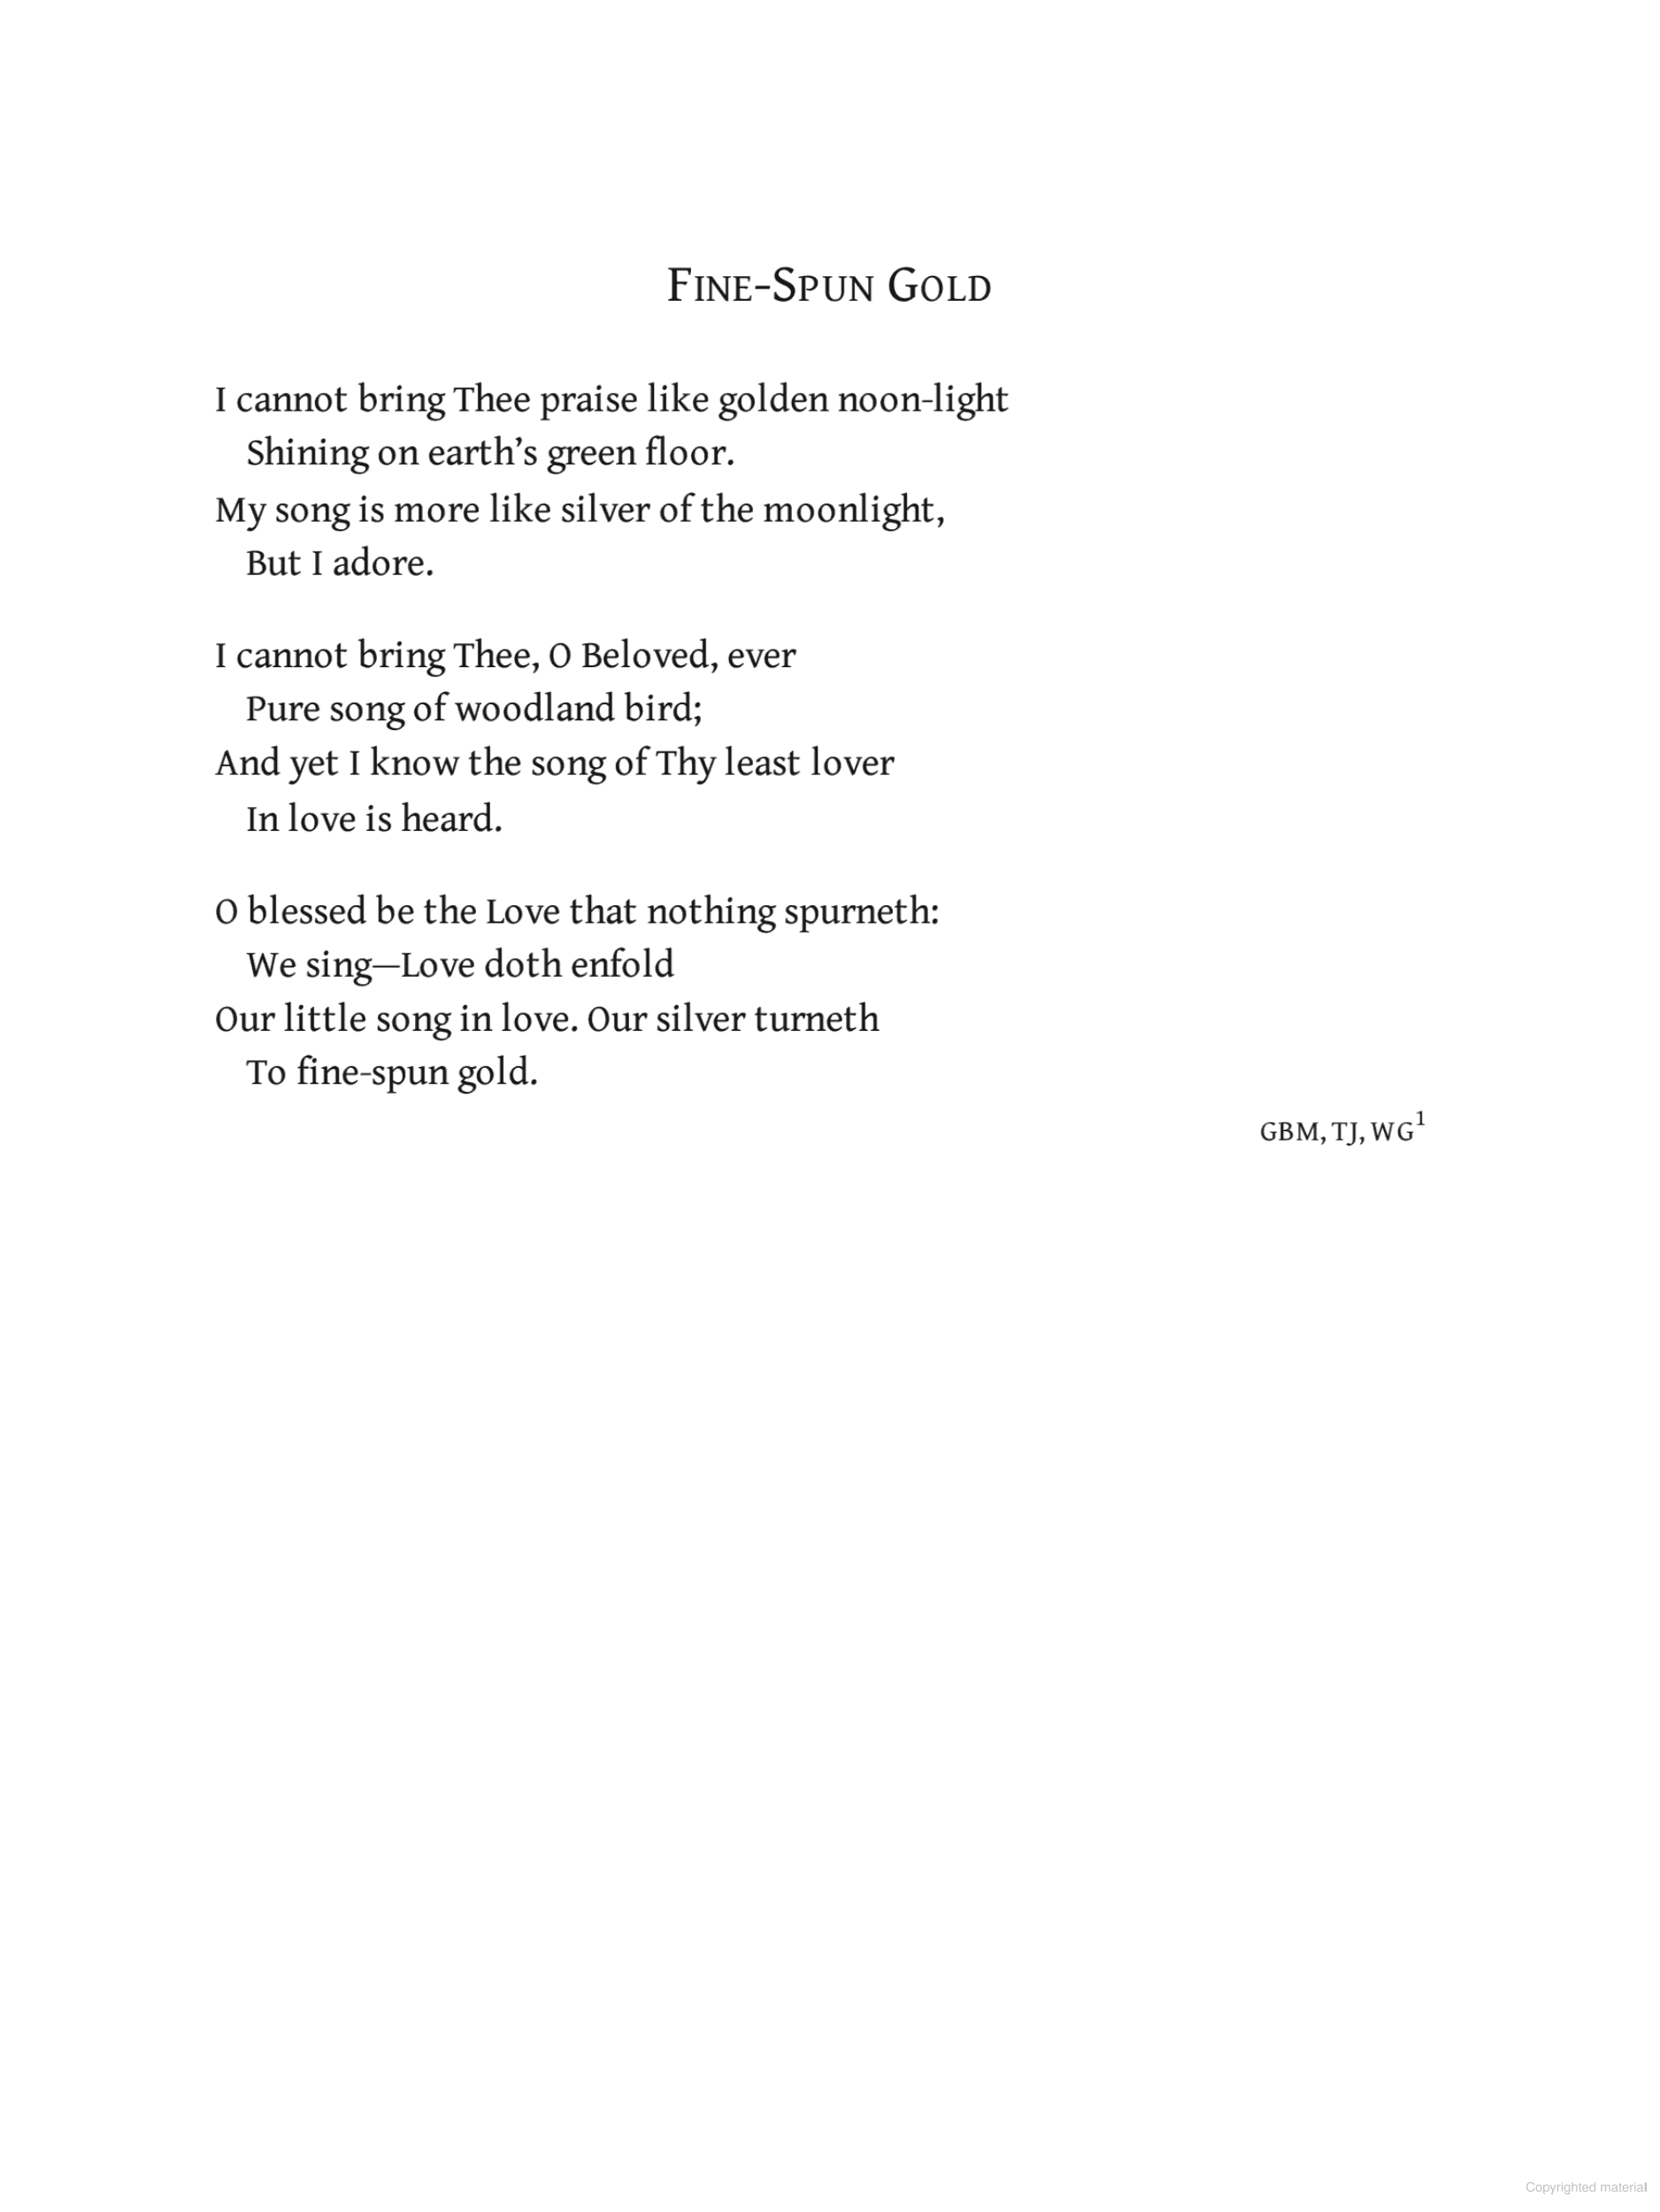 Fine-Spun Gold
I cannot bring Thee praise like golden noon-light
Shining on earth’s green floor.
My song is more like silver of the moonlight,
But I adore.
I cannot bring Thee, O Beloved, ever
Pure song of woodland bird;
And yet I know the song of Thy least lover
In love is heard.
O blessed be the Love that nothing spurneth:
We sing—Love doth enfold
Our little song in love. Our silver turneth
To fine-spun gold.
GBM, TJ, WG¹
Copyrighted material